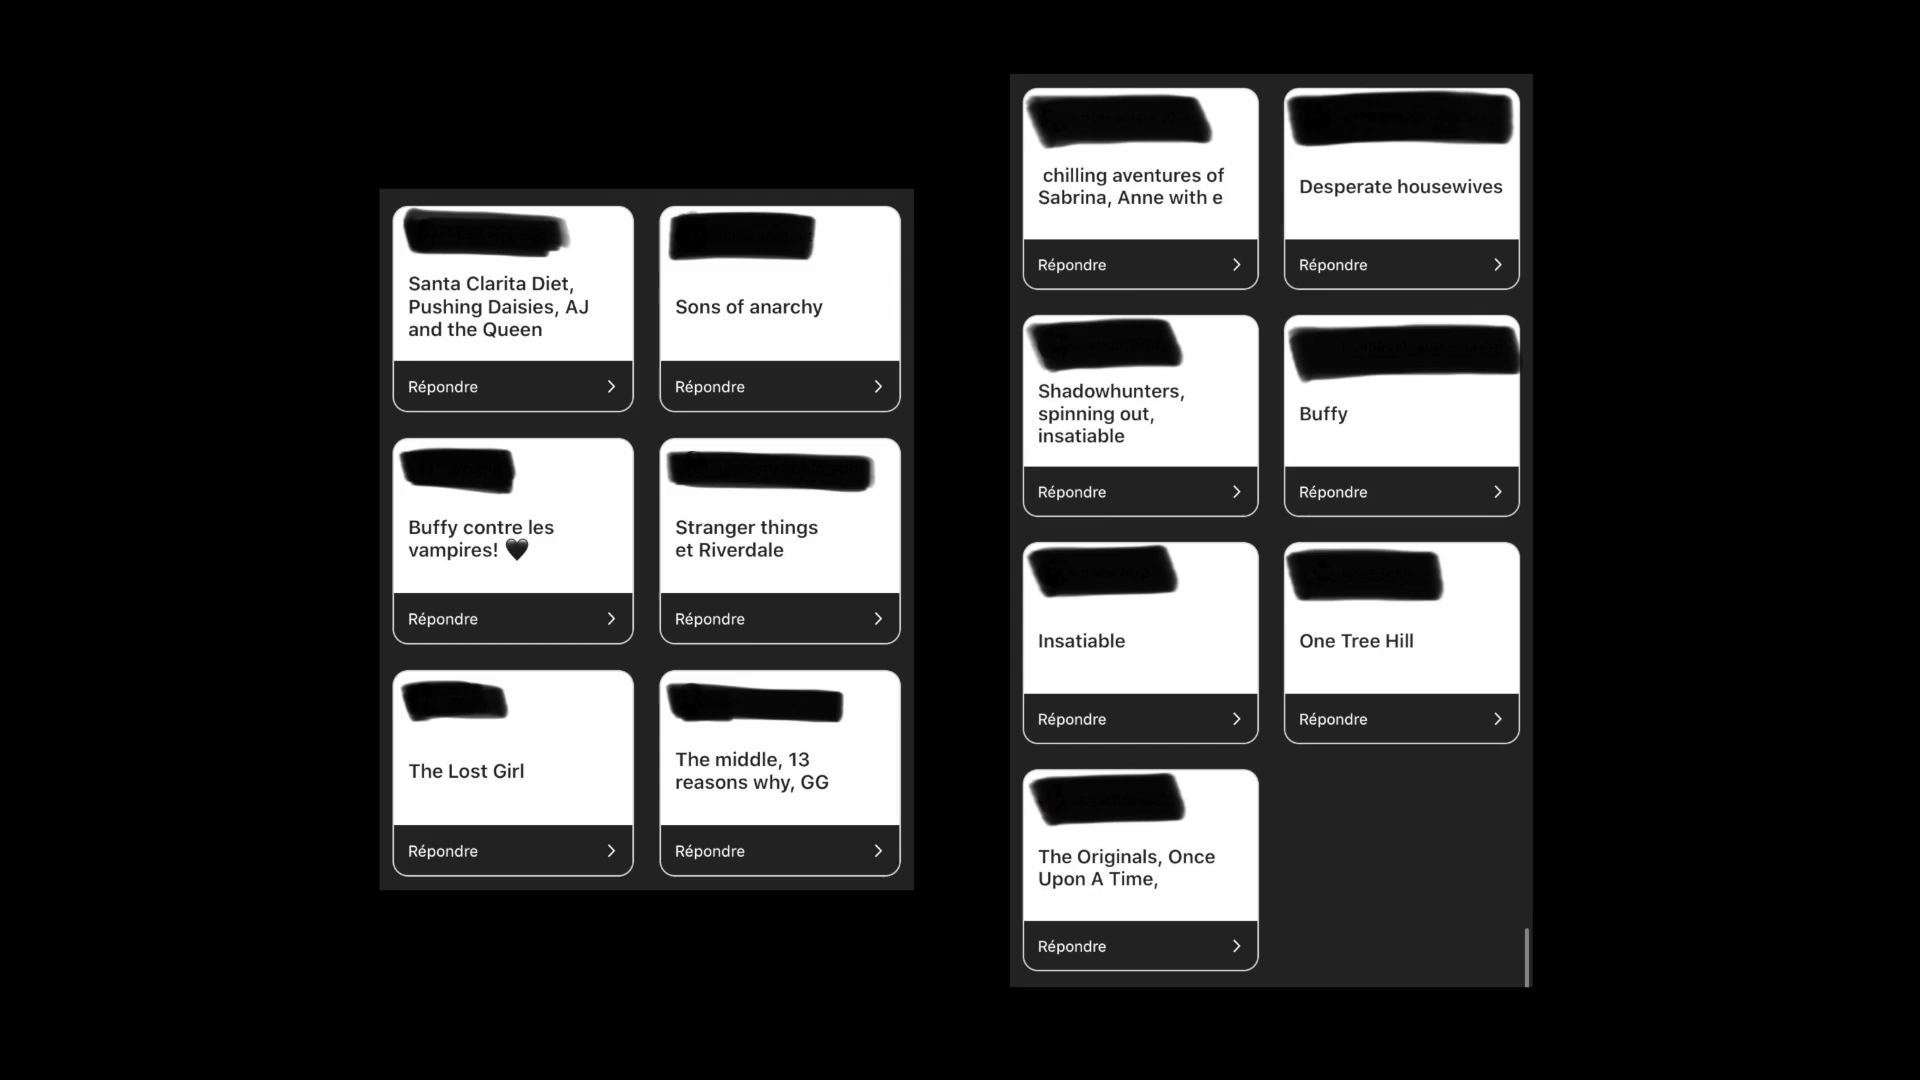 Santa Clarita Diet,
Pushing Daisies, AJ
and the Queen
Répondre
Sons of anarchy
Répondre
Buffy contre les
vampires! 🖤
Répondre
Stranger things
et Riverdale
Répondre
The Lost Girl
Répondre
The middle, 13
reasons why, GG
Répondre
chilling aventures of
Sabrina, Anne with e
Répondre
Desperate housewives
Répondre
Shadowhunters,
spinning out,
insatiable
Répondre
Buffy
Répondre
Insatiable
Répondre
One Tree Hill
Répondre
The Originals, Once
Upon A Time,
Répondre